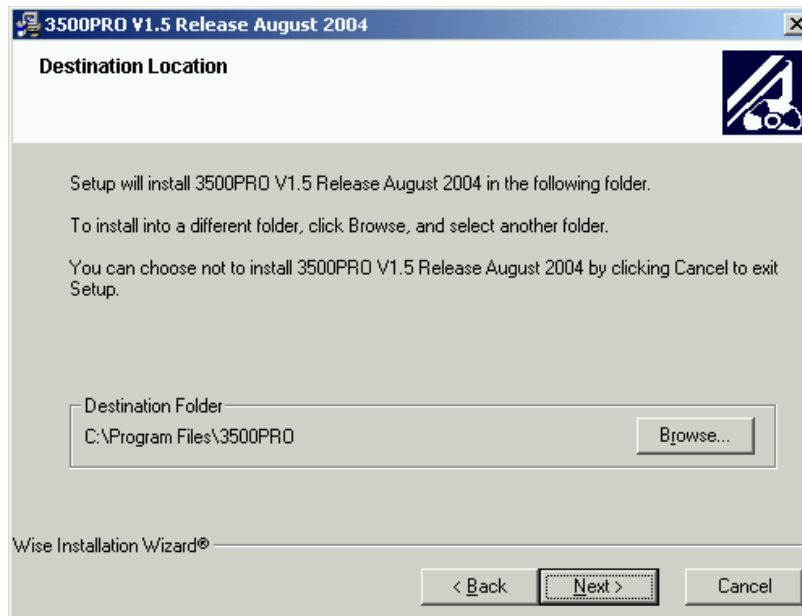 3500PRO V1.5 Release August 2004
Destination Location
Setup will install 3500PRO V1.5 Release August 2004 in the following folder.
To install into a different folder, click Browse, and select another folder.
You can choose not to install 3500PRO V1.5 Release August 2004 by clicking Cancel to exit
Setup.
Destination Folder
C:\Program Files\3500PRO
Browse...
Wise Installation Wizard®
< Back
Next >
Cancel